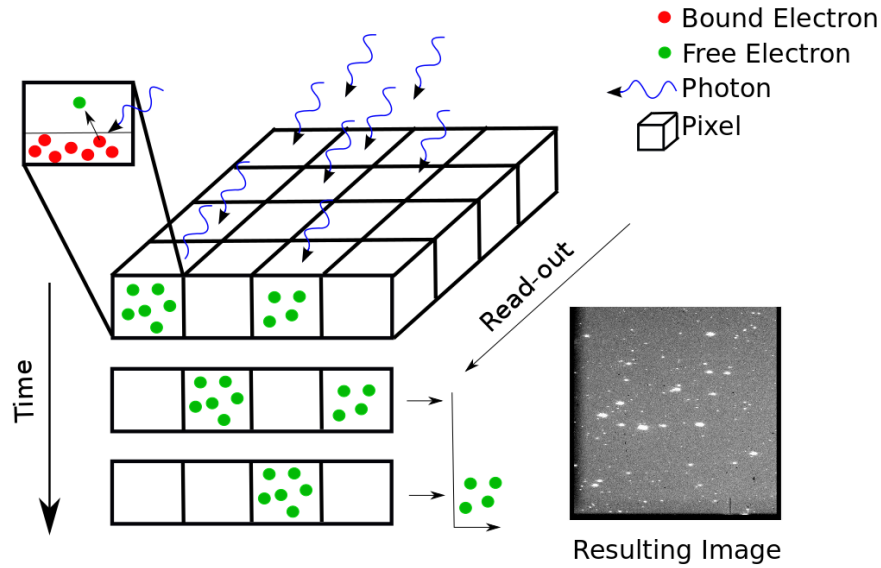 Bound Electron
Free Electron
Photon
Pixel
Read-out
Time
Resulting Image